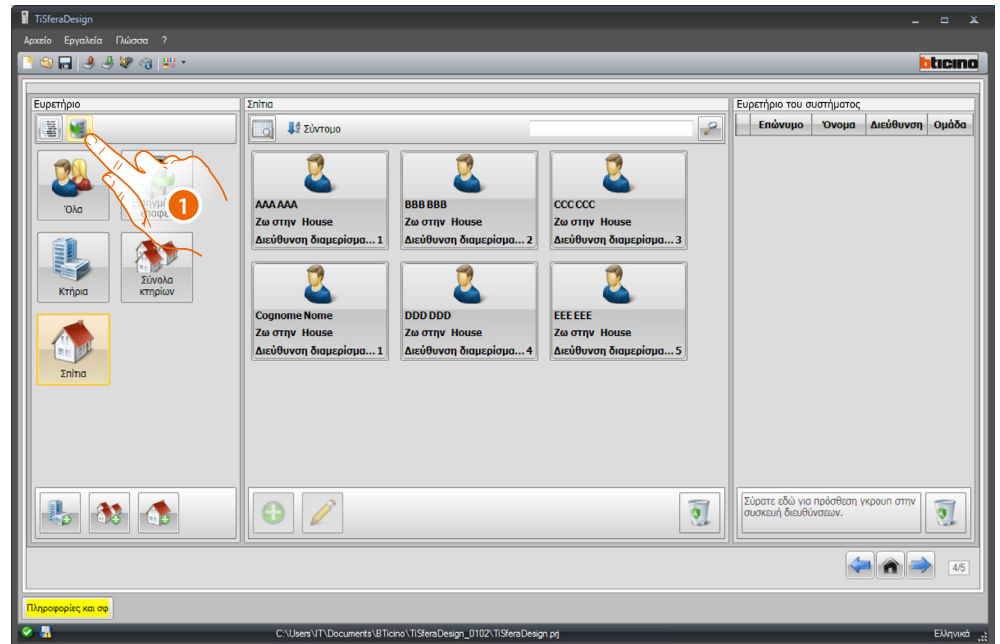 TiSferaDesign
Αρχείο Εργαλεία Γλώσσα ?
bticino
Ευρετήριο
Σπίτια
Ευρετήριο του συστήματος
Σύντομο
Επώνυμο Όνομα Διεύθυνση Ομάδα
Όλα
1
Κτήρια
Σύνολα
κτηρίων
Σπίτια
AAA AAA
Ζω στην House
Διεύθυνση διαμερίσμα... 1
BBB BBB
Ζω στην House
Διεύθυνση διαμερίσμα... 2
CCC CCC
Ζω στην House
Διεύθυνση διαμερίσμα... 3
Cognome Nome
Ζω στην House
Διεύθυνση διαμερίσμα... 1
DDD DDD
Ζω στην House
Διεύθυνση διαμερίσμα... 4
EEE EEE
Ζω στην House
Διεύθυνση διαμερίσμα... 5
Σύρατε εδώ για πρόσθεση γκρουπ στην
συσκευή διευθύνσεων.
4/5
Πληροφορίες και σφ
C:\Users\IT\Documents\BTicino\TiSferaDesign_0102\TiSferaDesign.prj
Ελληνικά